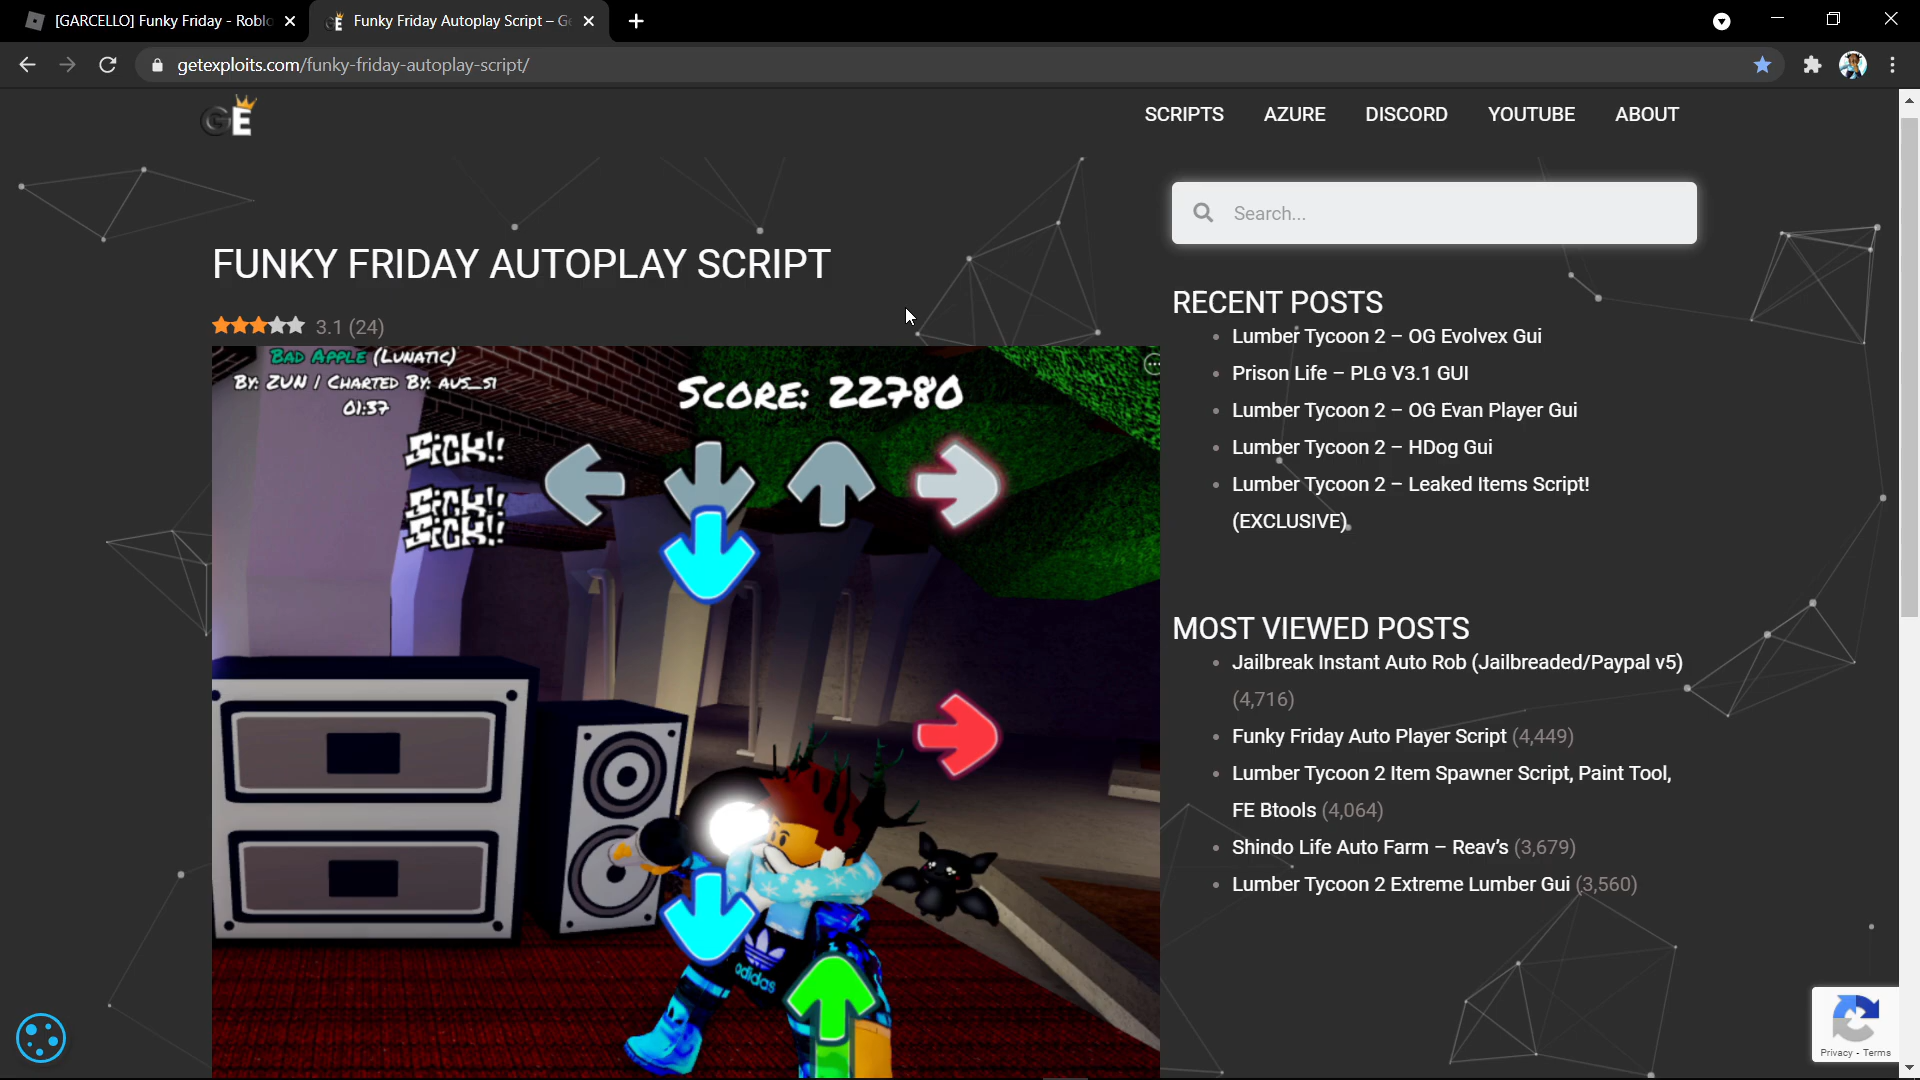 [GARCELLO] Funky Friday - Roblo
Funky Friday Autoplay Script – Ge
getexploits.com/funky-friday-autoplay-script/
GE
SCRIPTS AZURE DISCORD YOUTUBE ABOUT
Search...
FUNKY FRIDAY AUTOPLAY SCRIPT
3.1 (24)
BAD APPLE (LUNATIC)
BY: ZUN / CHARTED BY: AUS_SI
01:37
SCORE: 22780
SICK!!
SICK!!
SICK!!
adidas
RECENT POSTS
Lumber Tycoon 2 – OG Evolvex Gui
Prison Life – PLG V3.1 GUI
Lumber Tycoon 2 – OG Evan Player Gui
Lumber Tycoon 2 – HDog Gui
Lumber Tycoon 2 – Leaked Items Script!
(EXCLUSIVE)
MOST VIEWED POSTS
Jailbreak Instant Auto Rob (Jailbreaded/Paypal v5)
(4,716)
Funky Friday Auto Player Script (4,449)
Lumber Tycoon 2 Item Spawner Script, Paint Tool,
FE Btools (4,064)
Shindo Life Auto Farm – Reav's (3,679)
Lumber Tycoon 2 Extreme Lumber Gui (3,560)
Privacy - Terms